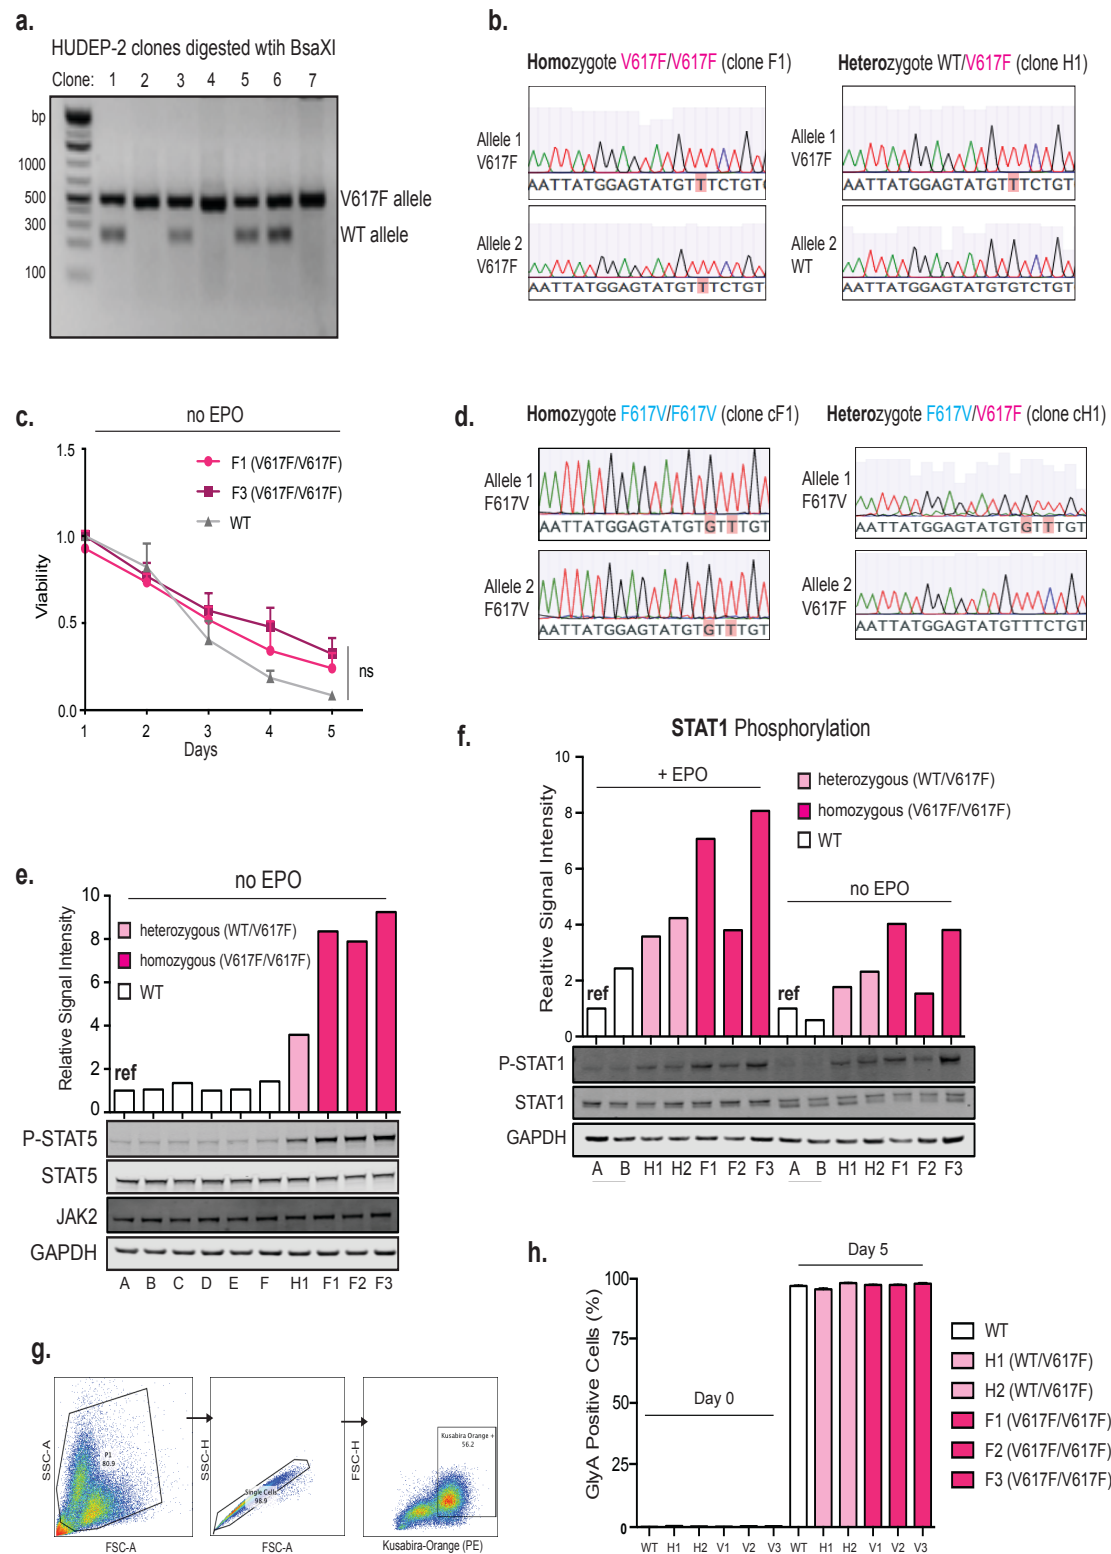 a.
HUDEP-2 clones digested wtih BsaXI
Clone: 1 2 3 4 5 6 7
bp
1000
500
300
100
V617F allele
WT allele
b.
Homozygote V617F/V617F (clone F1)
Allele 1
V617F
AATTATGGAGTATGTTTCTGT
Allele 2
V617F
AATTATGGAGTATGTTTCTGT
Heterozygote WT/V617F (clone H1)
Allele 1
V617F
AATTATGGAGTATGTTTCTGT
Allele 2
WT
AATTATGGAGTATGTGTCTGT
c.
no EPO
1.5
1.0
0.5
0.0
Viability
F1 (V617F/V617F)
F3 (V617F/V617F)
WT
ns
1 2 3 4 5
Days
d.
Homozygote F617V/F617V (clone cF1)
Allele 1
F617V
AATTATGGAGTATGTGTTTGT
Allele 2
F617V
AATTATGGAGTATGTGTTTGT
Heterozygote F617V/V617F (clone cH1)
Allele 1
F617V
AATTATGGAGTATGTGTTTGT
Allele 2
V617F
AATTATGGAGTATGTTTCTGT
e.
no EPO
10
8
6
4
2
0
Relative Signal Intensity
heterozygous (WT/V617F)
homozygous (V617F/V617F)
WT
ref
P-STAT5
STAT5
JAK2
GAPDH
A B C D E F H1 F1 F2 F3
f.
STAT1 Phosphorylation
10
8
6
4
2
0
Realtive Signal Intensity
+ EPO
heterozygous (WT/V617F)
homozygous (V617F/V617F)
WT
no EPO
ref
ref
P-STAT1
STAT1
GAPDH
A B H1 H2 F1 F2 F3 A B H1 H2 F1 F2 F3
g.
SSC-A
P1
80.9
FSC-A
SSC-H
Single Cells
98.9
FSC-A
FSC-H
Kusabira Orange +
56.2
Kusabira-Orange (PE)
h.
Day 5
100
75
50
25
0
GlyA Positive Cells (%)
Day 0
WT H1 H2 V1 V2 V3 WT H1 H2 V1 V2 V3
WT
H1 (WT/V617F)
H2 (WT/V617F)
F1 (V617F/V617F)
F2 (V617F/V617F)
F3 (V617F/V617F)